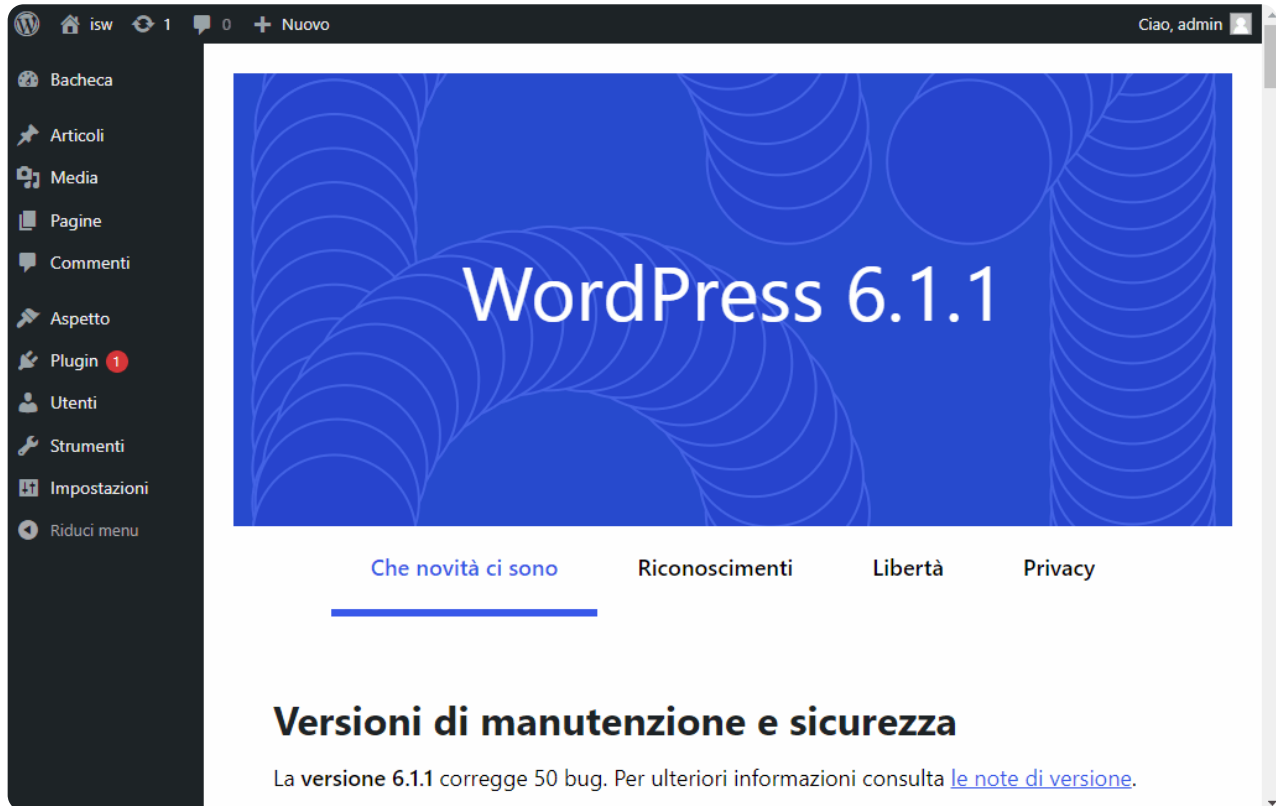 isw 1 0 Nuovo Ciao, admin
Bacheca
Articoli
Media
Pagine
Commenti
Aspetto
Plugin 1
Utenti
Strumenti
Impostazioni
Riduci menu
WordPress 6.1.1
Che novità ci sono Riconoscimenti Libertà Privacy
Versioni di manutenzione e sicurezza
La versione 6.1.1 corregge 50 bug. Per ulteriori informazioni consulta le note di versione.